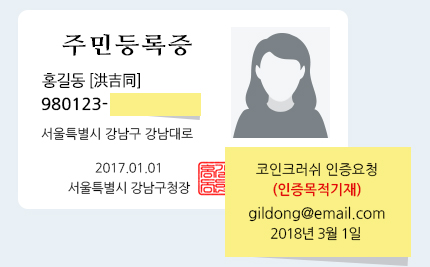 주민등록증
홍길동 [洪吉同]
980123-
서울특별시 강남구 강남대로
2017.01.01
서울특별시 강남구청장
코인크러쉬 인증요청
(인증목적기재)
gildong@email.com
2018년 3월 1일